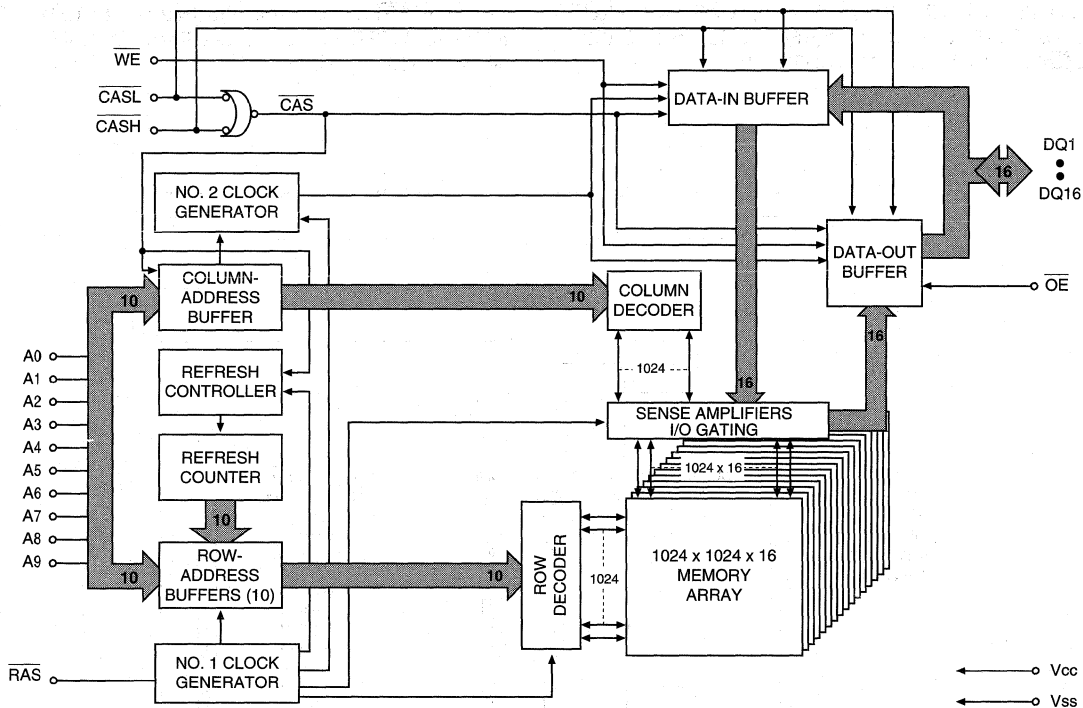 WE
CASL
CASH
CAS
DATA-IN BUFFER
DQ1
16
DQ16
NO. 2 CLOCK
GENERATOR
DATA-OUT
BUFFER
OE
10
COLUMN-
ADDRESS
BUFFER
10
COLUMN
DECODER
16
A0
A1
A2
A3
A4
A5
A6
A7
A8
A9
REFRESH
CONTROLLER
1024
16
SENSE AMPLIFIERS
I/O GATING
REFRESH
COUNTER
1024 x 16
10
10
ROW-
ADDRESS
BUFFERS (10)
10
ROW
DECODER
1024
1024 x 1024 x 16
MEMORY
ARRAY
RAS
NO. 1 CLOCK
GENERATOR
Vcc
Vss